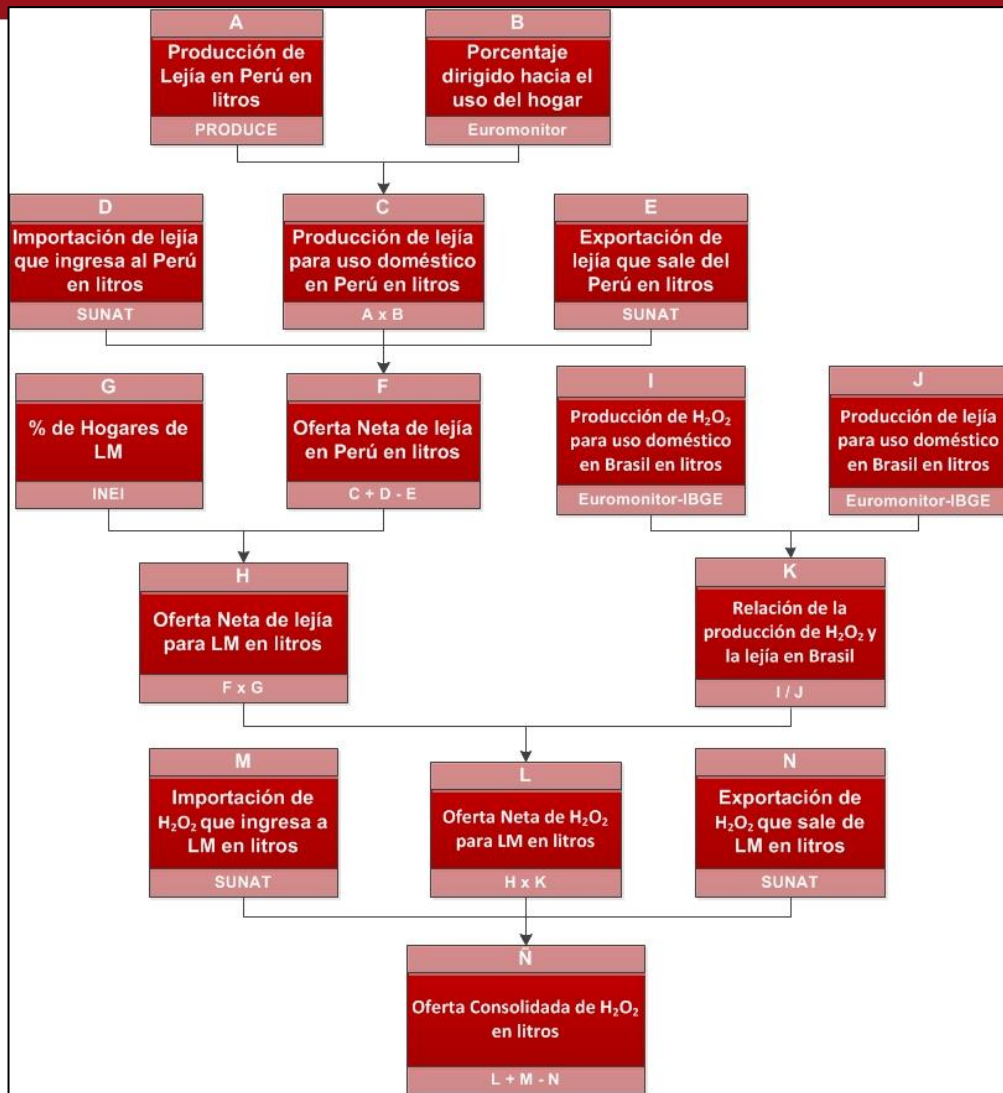 A
Producción de
Lejía en Perú en
litros
PRODUCE
B
Porcentaje
dirigido hacia el
uso del hogar
Euromonitor
D
Importación de lejía
que ingresa al Perú
en litros
SUNAT
C
Producción de lejía
para uso doméstico
en Perú en litros
A x B
E
Exportación de
lejía que sale del
Perú en litros
SUNAT
G
% de Hogares de
LM
INEI
F
Oferta Neta de lejía
en Perú en litros
C + D - E
I
Producción de H₂O₂
para uso doméstico
en Brasil en litros
Euromonitor-IBGE
J
Producción de lejía
para uso doméstico
en Brasil en litros
Euromonitor-IBGE
H
Oferta Neta de lejía
para LM en litros
F x G
K
Relación de la
producción de H₂O₂ y
la lejía en Brasil
I / J
M
Importación de
H₂O₂ que ingresa a
LM en litros
SUNAT
L
Oferta Neta de H₂O₂
para LM en litros
H x K
N
Exportación de
H₂O₂ que sale de
LM en litros
SUNAT
Ñ
Oferta Consolidada de H₂O₂
en litros
L + M - N